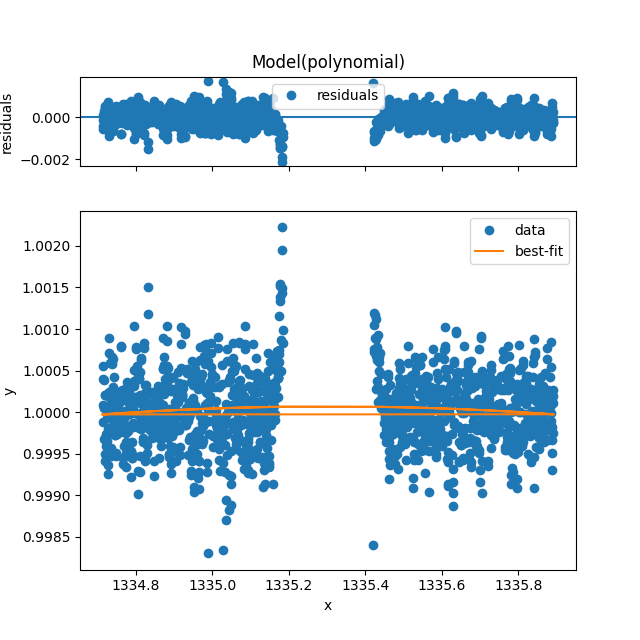 Model(polynomial)
residuals
0.000
−0.002
residuals
data
best-fit
1.0020
1.0015
1.0010
1.0005
1.0000
0.9995
0.9990
0.9985
y
1334.8 1335.0 1335.2 1335.4 1335.6 1335.8
x